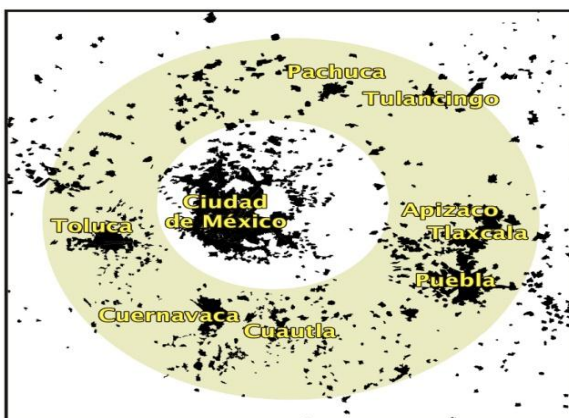 Pachuca
Tulancingo
Ciudad
de México
Apizaco
Tlaxcala
Toluca
Puebla
Cuernavaca
Cuautla